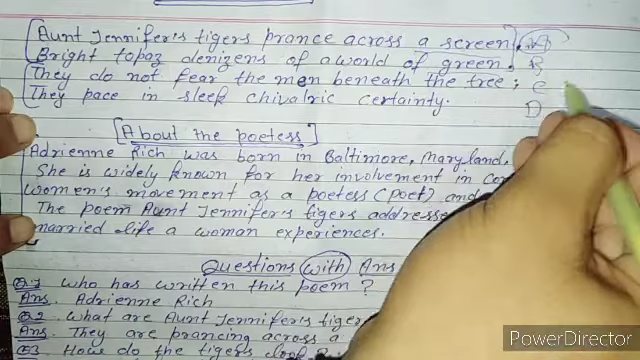 Aunt Jennifer's tigers prance across a screen,
Bright topaz denizens of a world of green.
They do not fear the men beneath the tree;
They pace in sleek chivalric certainty.
B
C
D
[About the poetess]
Adrienne Rich was born in Baltimore, Maryland.
She is widely known for her involvement in
women's movement as a poetess (poet) and
The poem Aunt Jennifer's tigers
married life a woman experiences.
Questions with Ans
Q.1 who has written this poem?
Ans. Adrienne Rich
Q.2 what are Aunt Jennifer's
Ans. They are prancing across a
Q3 How do the tigers
PowerDirector